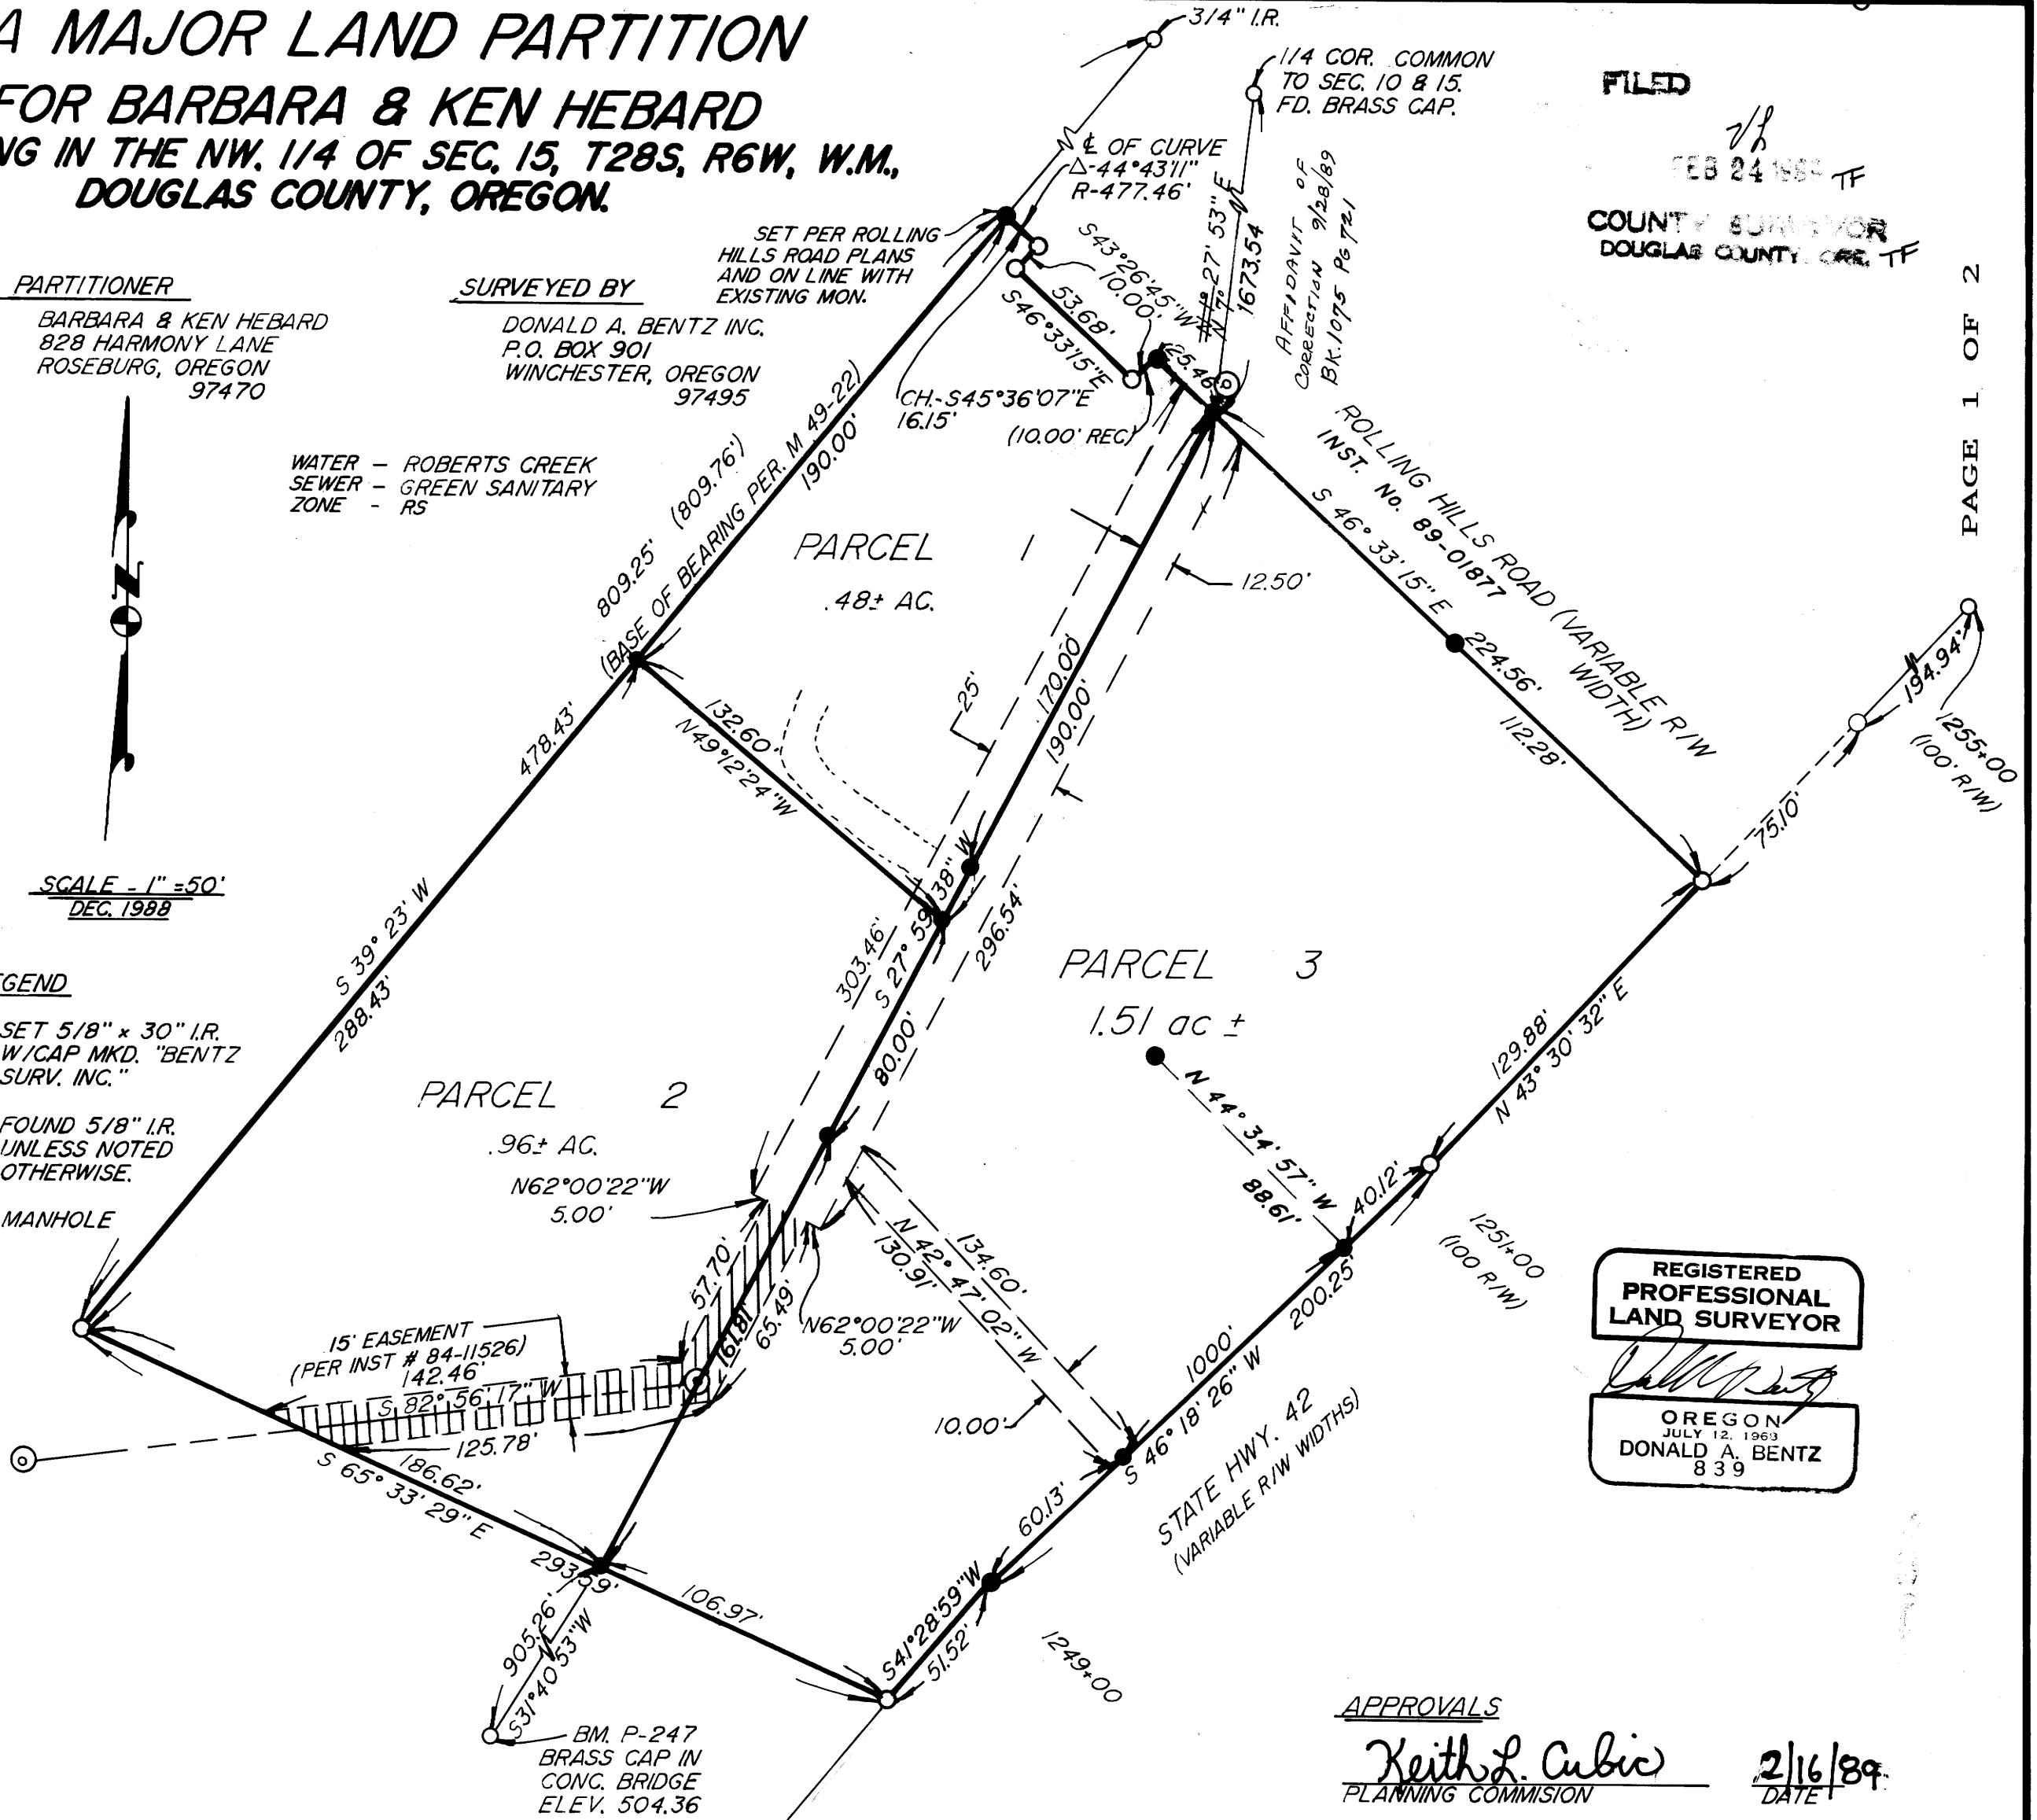 A MAJOR LAND PARTITION
FOR BARBARA & KEN HEBARD
NG IN THE NW. 1/4 OF SEC. 15, T28S, R6W, W.M.,
DOUGLAS COUNTY, OREGON.
PARTITIONER
BARBARA & KEN HEBARD
828 HARMONY LANE
ROSEBURG, OREGON
97470
SURVEYED BY
DONALD A. BENTZ INC.
P.O. BOX 901
WINCHESTER, OREGON
97495
WATER - ROBERTS CREEK
SEWER - GREEN SANITARY
ZONE - RS
SET PER ROLLING
HILLS ROAD PLANS
AND ON LINE WITH
EXISTING MON.
3/4" I.R.
1/4 COR. COMMON
TO SEC. 10 & 15.
FD. BRASS CAP.
℄ OF CURVE
Δ-44°43'11"
R-477.46'
FILED
FEB 24 TF
COUNTY SURVEYOR
DOUGLAS COUNTY, ORE. TF
PAGE 1 OF 2
S43°26'45"W
10.00'
53.68'
S46°33'15"E
25.46'
N 7° 27' 53" E
1673.54
AFFIDAVIT OF
CORRECTION 9/28/89
BK.1075 PG 721
CH.-S45°36'07"E
16.15'
(10.00' REC)
ROLLING HILLS ROAD (VARIABLE R/W
WIDTH)
INST. No. 89-01877
S 46° 33' 15" E
224.56'
112.28'
194.94'
1255+00
(100' R/W)
75.10'
809.25' (809.76')
(BASE OF BEARING PER. M 49-22)
190.00'
PARCEL 1
.48± AC.
12.50'
25'
170.00'
190.00'
132.60'
N49°12'24"W
478.43'
S 39° 23' W
288.43'
N
SCALE - 1" =50'
DEC. 1988
GEND
SET 5/8" x 30" I.R.
W/CAP MKD. "BENTZ
SURV. INC."
FOUND 5/8" I.R.
UNLESS NOTED
OTHERWISE.
MANHOLE
303.46'
S 27° 59' 38" W
296.54'
80.00'
PARCEL 3
1.51 ac ±
N 44° 34' 57" W
88.61'
129.88'
N 43° 30' 32" E
40.12'
1251+00
(100 R/W)
PARCEL 2
.96± AC.
N62°00'22"W
5.00'
57.70'
161.81'
65.49'
N62°00'22"W
5.00'
134.60'
N 42° 47' 02" W
130.91'
10.00'
200.25'
1000'
S 46° 18' 26" W
STATE HWY. 42
(VARIABLE R/W WIDTHS)
60.13'
S41°28'59"W
51.52'
1249+00
15' EASEMENT
(PER INST # 84-11526)
142.46'
S 82° 56' 17" W
125.78'
186.62'
S 65° 33' 29" E
293.59'
106.97'
905.26'
S31°40'53"W
BM. P-247
BRASS CAP IN
CONC. BRIDGE
ELEV. 504.36
REGISTERED
PROFESSIONAL
LAND SURVEYOR
OREGON
JULY 12, 1963
DONALD A. BENTZ
839
APPROVALS
Keith L. Cubic 2/16/89
PLANNING COMMISION DATE